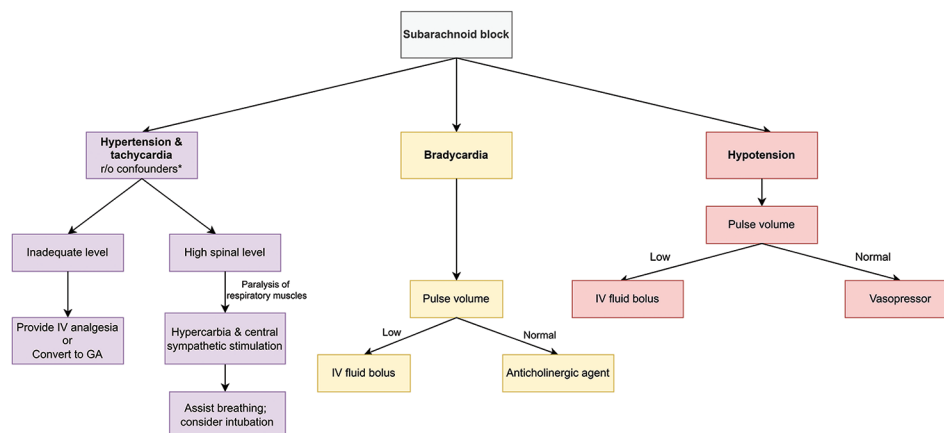 Subarachnoid block
Hypertension &
tachycardia
r/o confounders*
Bradycardia
Hypotension
Inadequate level
High spinal level
Pulse volume
Paralysis of
respiratory muscles
Low
Normal
IV fluid bolus
Vasopressor
Provide IV analgesia
or
Convert to GA
Hypercarbia & central
sympathetic stimulation
Pulse volume
Low
Normal
IV fluid bolus
Anticholinergic agent
Assist breathing;
consider intubation